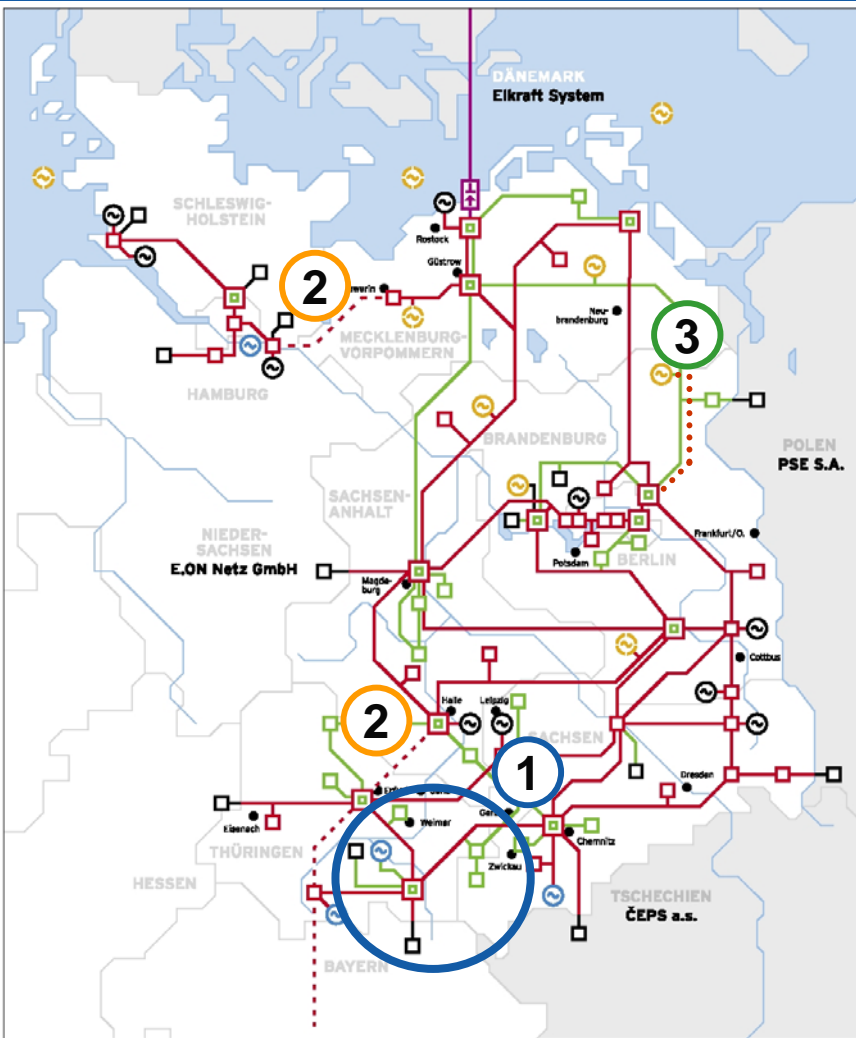 DÄNEMARK
Elkraft System
SCHLESWIG-
HOLSTEIN
Rostock
Güstrow
2
werin
Neu-
brandenburg
MECKLENBURG-
VORPOMMERN
3
HAMBURG
BRANDENBURG
POLEN
PSE S.A.
SACHSEN-
ANHALT
NIEDER-
SACHSEN
E.ON Netz GmbH
Frankfurt/O.
Potsdam
BERLIN
Magde-
burg
Cottbus
2
Halle
Leipzig
SACHSEN
1
Dresden
Eisenach
Weimar
Chemnitz
THÜRINGEN
Zwickau
HESSEN
TSCHECHIEN
ČEPS a.s.
BAYERN